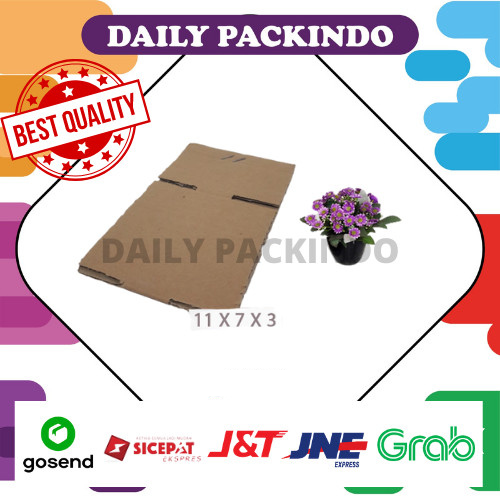 DAILY PACKINDO
BEST QUALITY
DAILY PACKINDO
11 X 7 X 3
gosend
SICEPAT
EKSPRES
J&T
JNE
EXPRESS
Grab